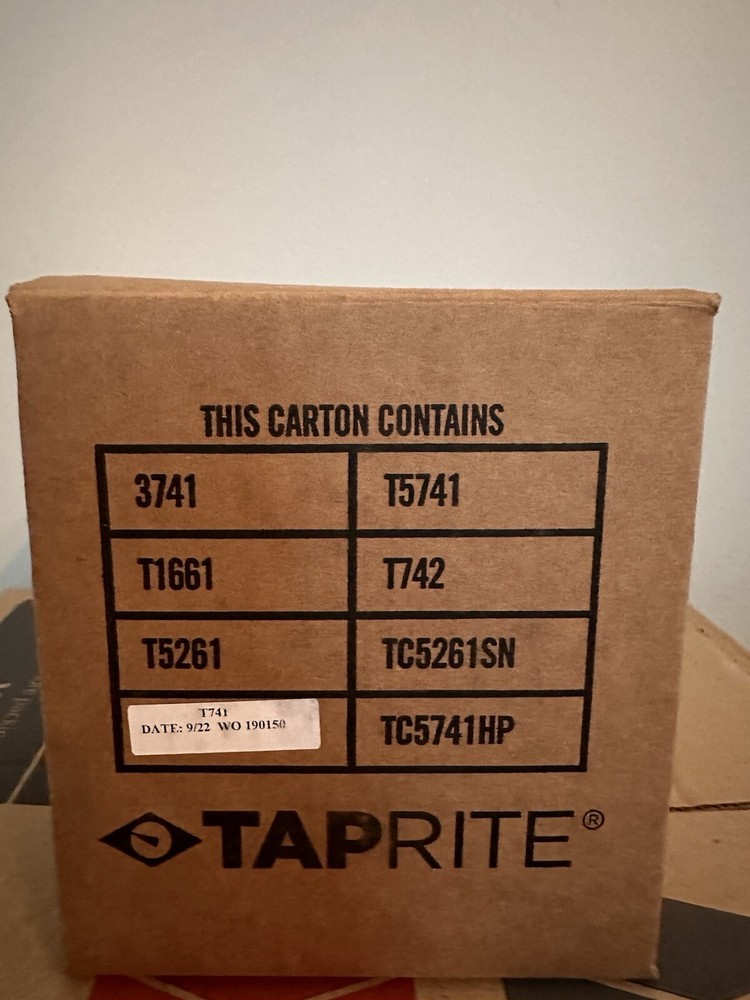 THIS CARTON CONTAINS
3741 T5741
T1661 T742
T5261 TC5261SN
T741
DATE: 9/22 WO 190150
TC5741HP
TAPRITE®